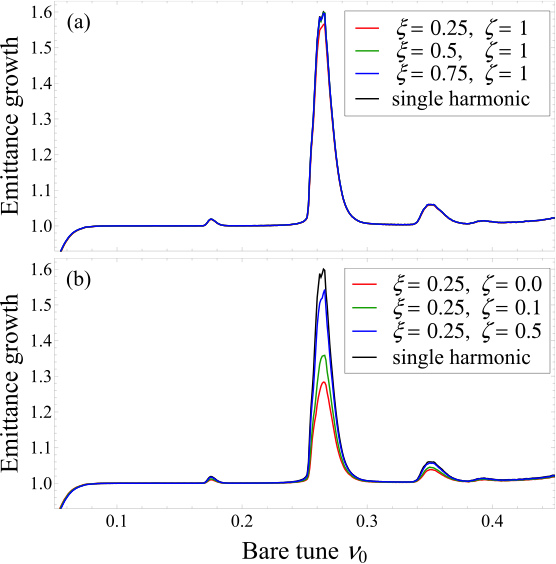 (a)
ξ = 0.25, ζ = 1
ξ = 0.5, ζ = 1
ξ = 0.75, ζ = 1
single harmonic
Emittance growth
1.6
1.5
1.4
1.3
1.2
1.1
1.0
(b)
ξ = 0.25, ζ = 0.0
ξ = 0.25, ζ = 0.1
ξ = 0.25, ζ = 0.5
single harmonic
Emittance growth
1.6
1.5
1.4
1.3
1.2
1.1
1.0
0.1 0.2 0.3 0.4
Bare tune ν₀